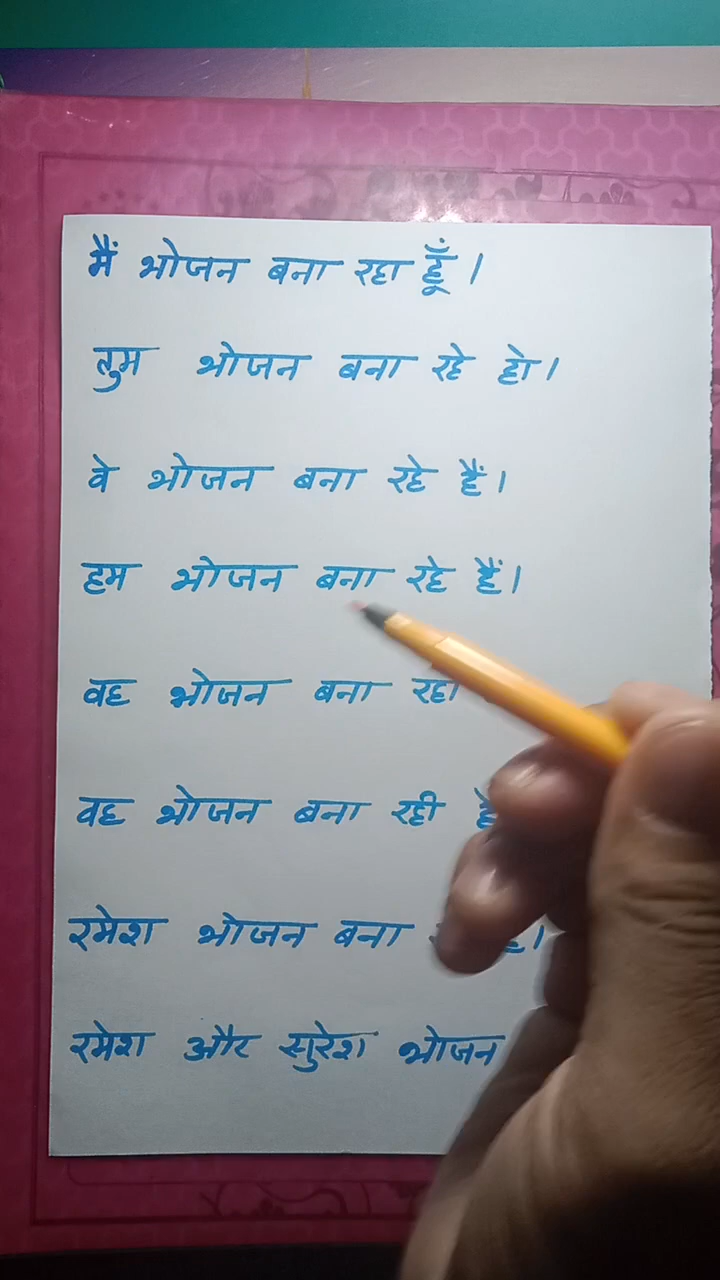 मैं भोजन बना रहा हूँ।
तुम भोजन बना रहे हो।
वे भोजन बना रहे हैं।
हम भोजन बना रहे हैं।
वह भोजन बना रहा
वह भोजन बना रही
रमेश भोजन बना
रमेश और सुरेश भोजन